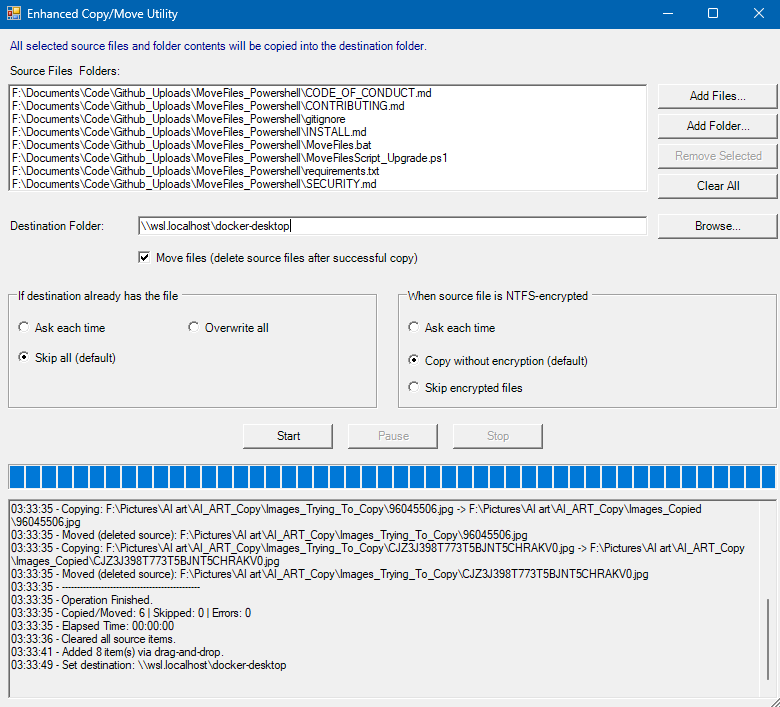 Enhanced Copy/Move Utility
All selected source files and folder contents will be copied into the destination folder.
Source Files  Folders:
F:\Documents\Code\Github_Uploads\MoveFiles_Powershell\CODE_OF_CONDUCT.md
F:\Documents\Code\Github_Uploads\MoveFiles_Powershell\CONTRIBUTING.md
F:\Documents\Code\Github_Uploads\MoveFiles_Powershell\gitignore
F:\Documents\Code\Github_Uploads\MoveFiles_Powershell\INSTALL.md
F:\Documents\Code\Github_Uploads\MoveFiles_Powershell\MoveFiles.bat
F:\Documents\Code\Github_Uploads\MoveFiles_Powershell\MoveFilesScript_Upgrade.ps1
F:\Documents\Code\Github_Uploads\MoveFiles_Powershell\requirements.txt
F:\Documents\Code\Github_Uploads\MoveFiles_Powershell\SECURITY.md
Add Files...
Add Folder...
Remove Selected
Clear All
Destination Folder:
\\wsl.localhost\docker-desktop
Browse...
Move files (delete source files after successful copy)
If destination already has the file
Ask each time
Overwrite all
Skip all (default)
When source file is NTFS-encrypted
Ask each time
Copy without encryption (default)
Skip encrypted files
Start
Pause
Stop
03:33:35 - Copying: F:\Pictures\AI art\AI_ART_Copy\Images_Trying_To_Copy\96045506.jpg -> F:\Pictures\AI art\AI_ART_Copy\Images_Copied
\96045506.jpg
03:33:35 - Moved (deleted source): F:\Pictures\AI art\AI_ART_Copy\Images_Trying_To_Copy\96045506.jpg
03:33:35 - Copying: F:\Pictures\AI art\AI_ART_Copy\Images_Trying_To_Copy\CJZ3J398T773T5BJNT5CHRAKV0.jpg -> F:\Pictures\AI art\AI_ART_Copy
\Images_Copied\CJZ3J398T773T5BJNT5CHRAKV0.jpg
03:33:35 - Moved (deleted source): F:\Pictures\AI art\AI_ART_Copy\Images_Trying_To_Copy\CJZ3J398T773T5BJNT5CHRAKV0.jpg
03:33:35 - --------------------------------------------------
03:33:35 - Operation Finished.
03:33:35 - Copied/Moved: 6 | Skipped: 0 | Errors: 0
03:33:35 - Elapsed Time: 00:00:00
03:33:36 - Cleared all source items.
03:33:41 - Added 8 item(s) via drag-and-drop.
03:33:49 - Set destination: \\wsl.localhost\docker-desktop